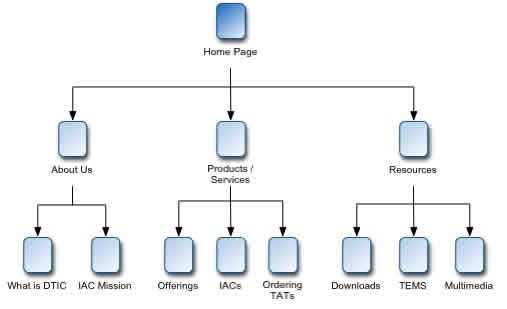 Home Page
About Us
Products /
Services
Resources
What is DTIC
IAC Mission
Offerings
IACs
Ordering
TATs
Downloads
TEMS
Multimedia